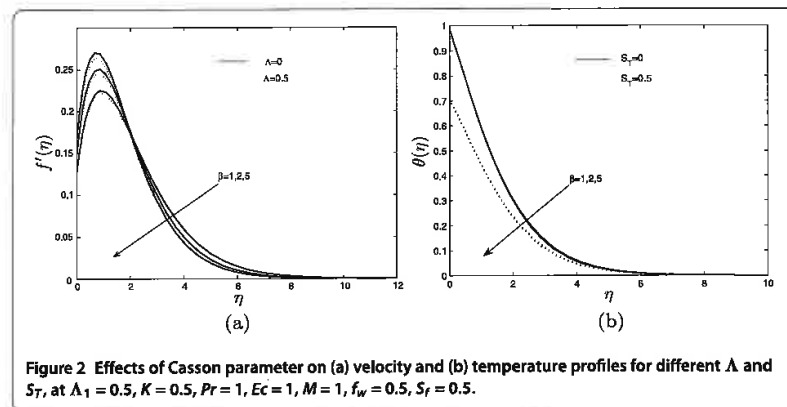 Λ=0
Λ=0.5
0.25
0.2
0.15
0.1
0.05
0
f′(η)
β=1,2,5
0 2 4 6 8 10 12
η
(a)
S_T=0
S_T=0.5
1
0.9
0.8
0.7
0.6
0.5
0.4
0.3
0.2
0.1
0
θ(η)
β=1,2,5
0 2 4 6 8 10
η
(b)
Figure 2 Effects of Casson parameter on (a) velocity and (b) temperature profiles for different Λ and
S_T, at Λ₁ = 0.5, K = 0.5, Pr = 1, Ec = 1, M = 1, f_w = 0.5, S_f = 0.5.